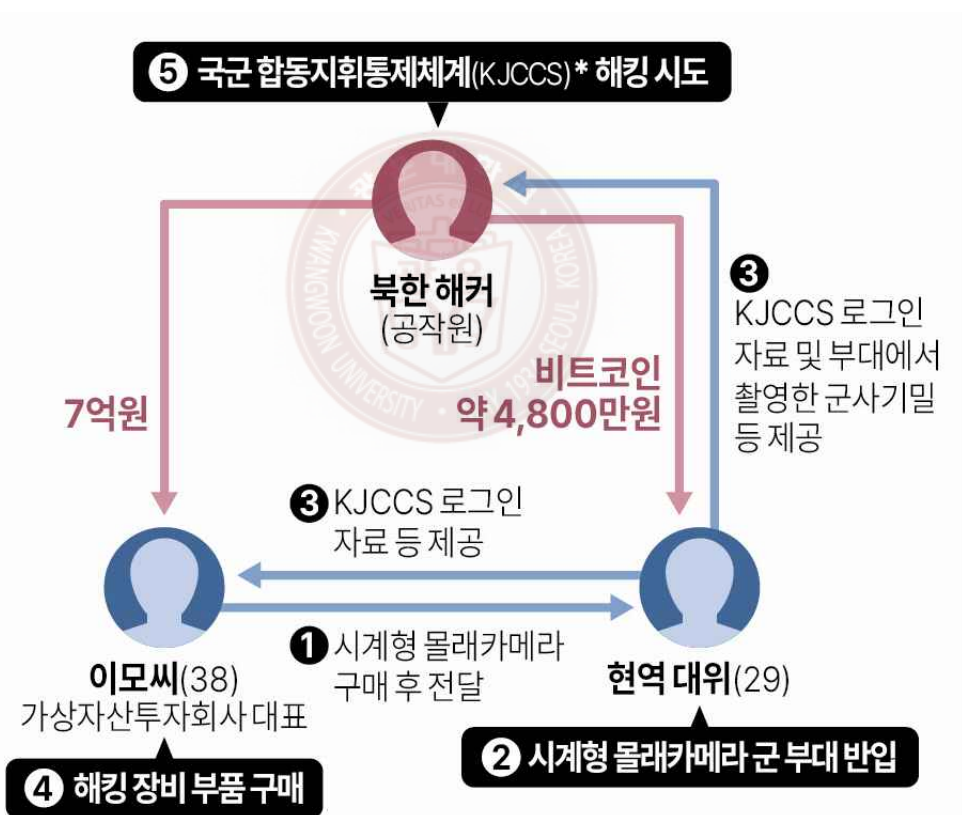 ❺ 국군 합동지휘통제체계(KJCCS)* 해킹 시도
북한 해커
(공작원)
7억원
비트코인
약 4,800만원
❸
KJCCS 로그인
자료 및 부대에서
촬영한 군사기밀
등 제공
❸ KJCCS 로그인
자료 등 제공
❶ 시계형 몰래카메라
구매 후 전달
이모씨(38)
가상자산투자회사 대표
현역 대위(29)
❷ 시계형 몰래카메라 군 부대 반입
❹ 해킹 장비 부품 구매
KWANGWOON UNIVERSITY
SEOUL KOREA